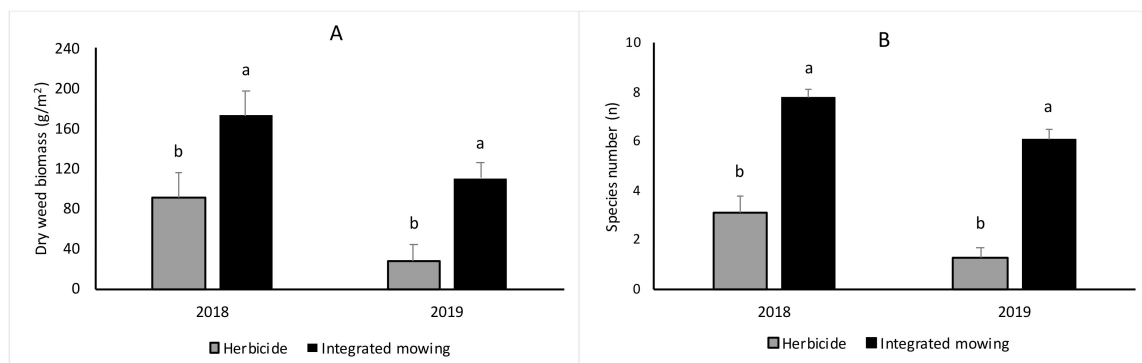 A
Dry weed biomass (g/m²)
240
200
160
120
80
40
0
b
a
b
a
2018
2019
Herbicide
Integrated mowing
B
Species number (n)
10
8
6
4
2
0
b
a
b
a
2018
2019
Herbicide
Integrated mowing